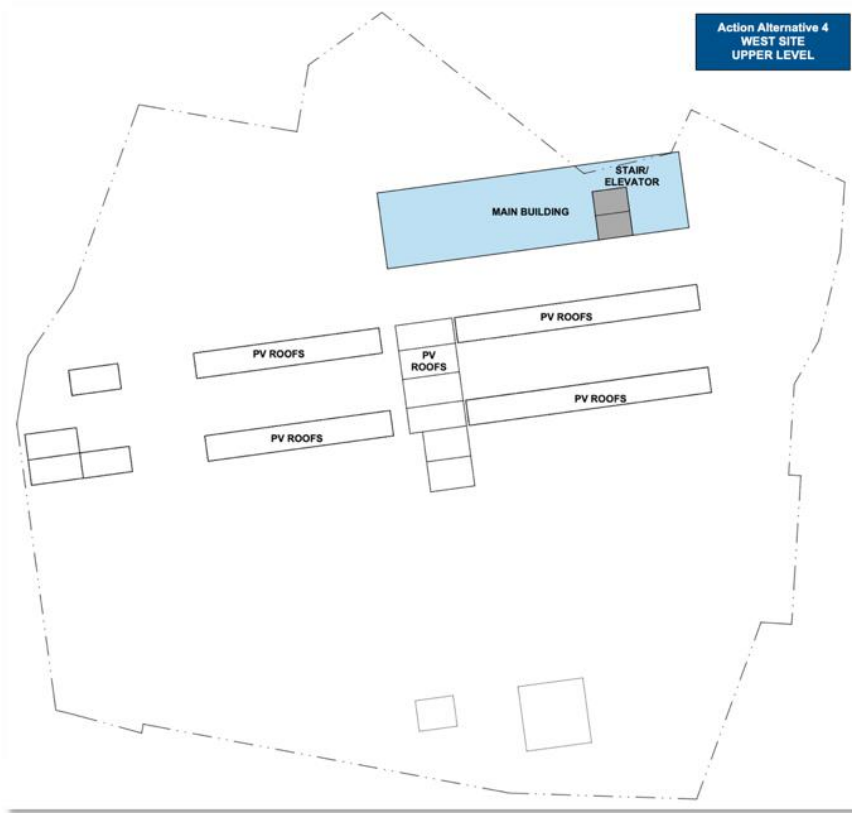 Action Alternative 4
WEST SITE
UPPER LEVEL
STAIR/
ELEVATOR
MAIN BUILDING
PV ROOFS
PV ROOFS
PV
ROOFS
PV ROOFS
PV ROOFS